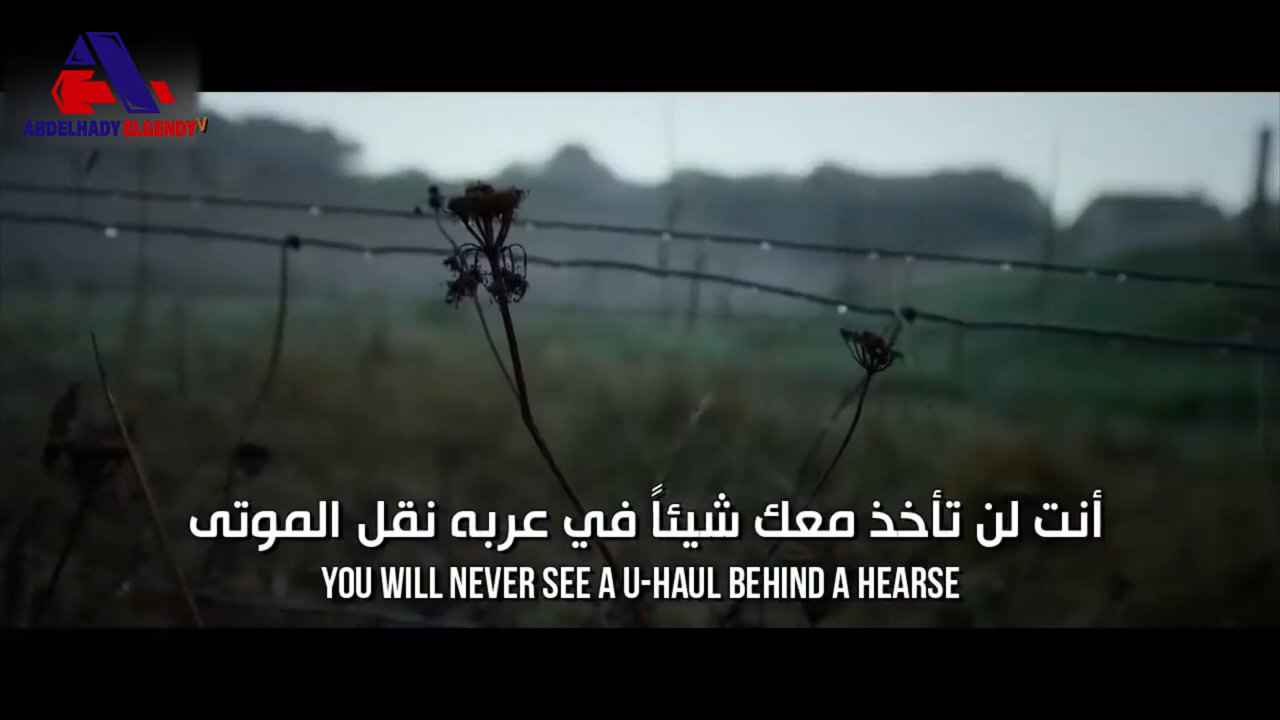 ABDELHADY ELGENDY V
أنت لن تأخذ معك شيئاً في عربه نقل الموتى
YOU WILL NEVER SEE A U-HAUL BEHIND A HEARSE